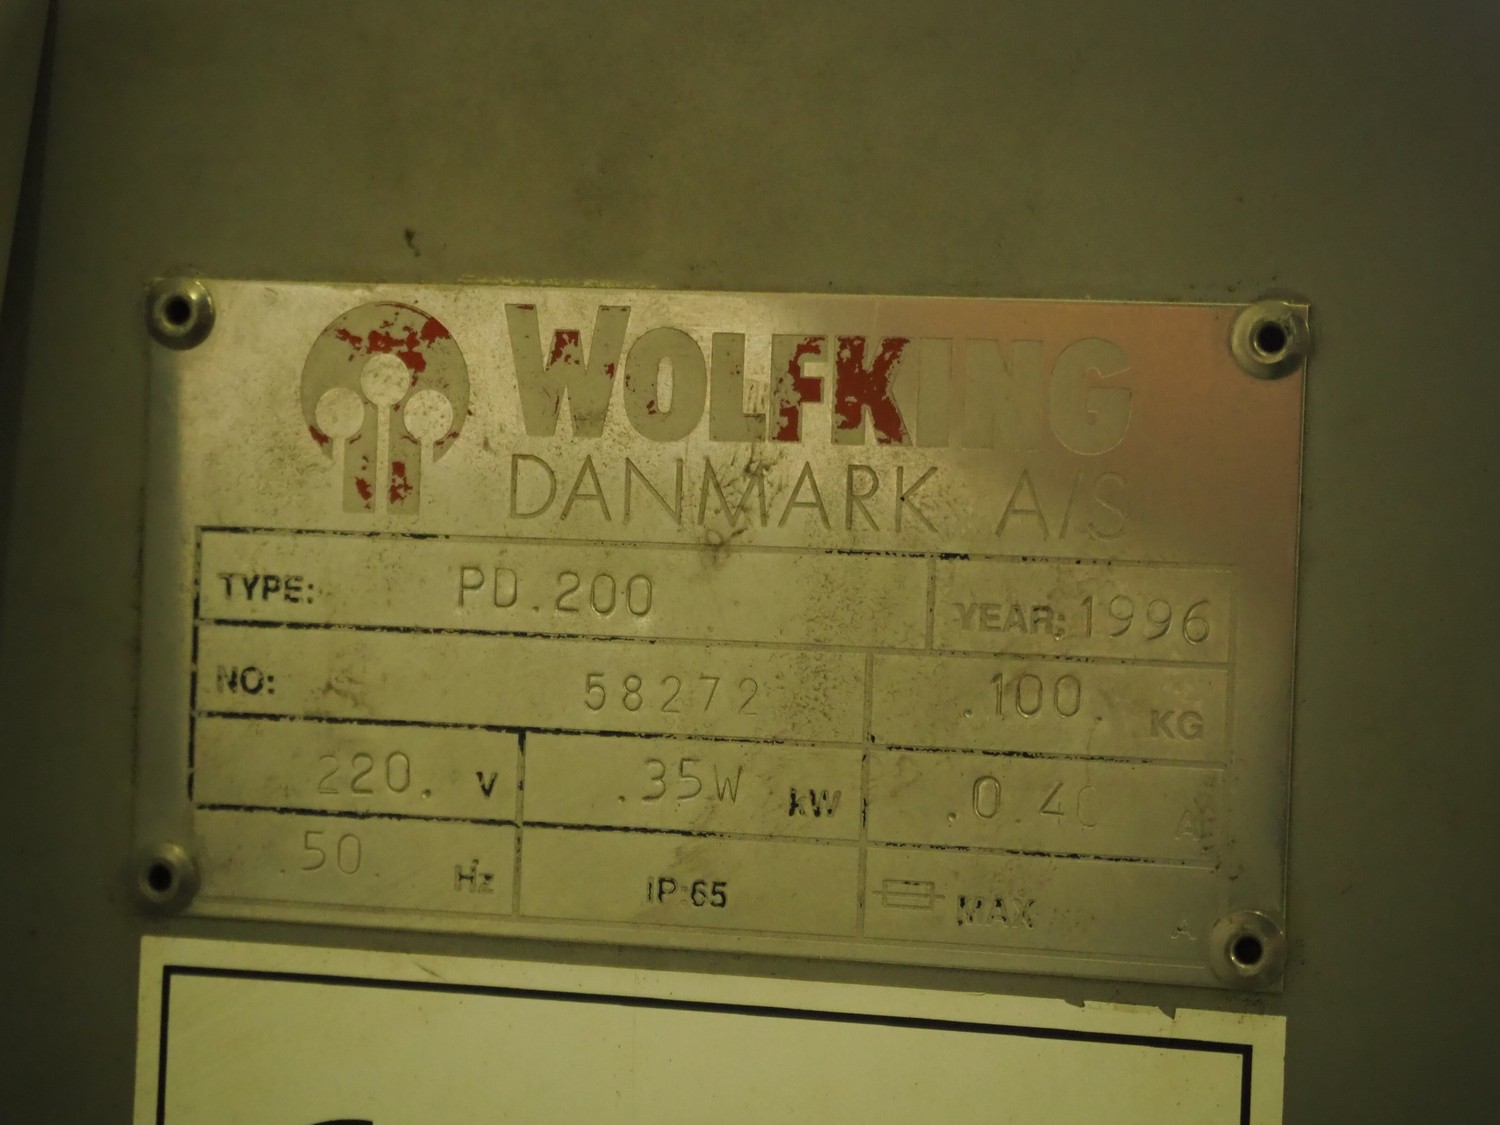 WOLFKING
DANMARK A/S
TYPE: PD.200 YEAR: 1996
NO: 58272 .100. KG
220. V .35W kW .0 40 A
.50. Hz IP:65 MAX A